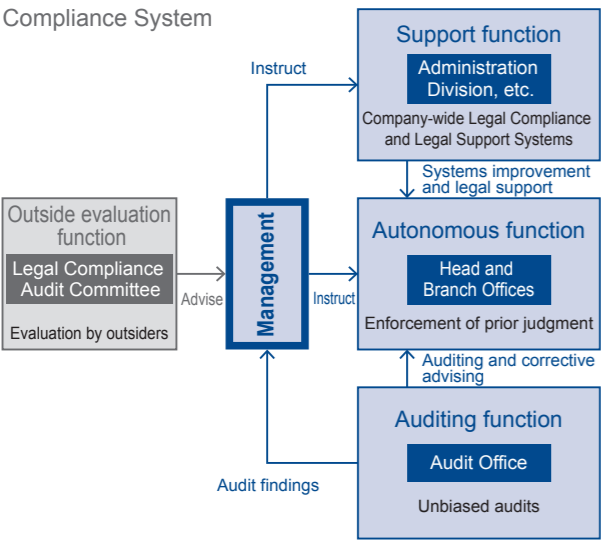 Compliance System
Support function
Administration
Division, etc.
Company-wide Legal Compliance
and Legal Support Systems
Instruct
Systems improvement
and legal support
Outside evaluation
function
Legal Compliance
Audit Committee
Evaluation by outsiders
Advise
Management
Instruct
Autonomous function
Head and
Branch Offices
Enforcement of prior judgment
Auditing and corrective
advising
Auditing function
Audit Office
Unbiased audits
Audit findings